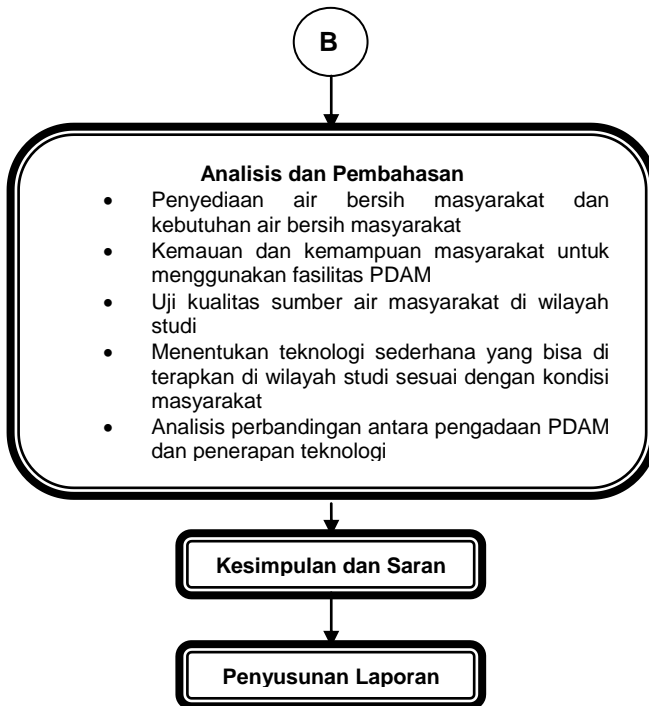 B
Analisis dan Pembahasan
• Penyediaan air bersih masyarakat dan
kebutuhan air bersih masyarakat
• Kemauan dan kemampuan masyarakat untuk
menggunakan fasilitas PDAM
• Uji kualitas sumber air masyarakat di wilayah
studi
• Menentukan teknologi sederhana yang bisa di
terapkan di wilayah studi sesuai dengan kondisi
masyarakat
• Analisis perbandingan antara pengadaan PDAM
dan penerapan teknologi
Kesimpulan dan Saran
Penyusunan Laporan